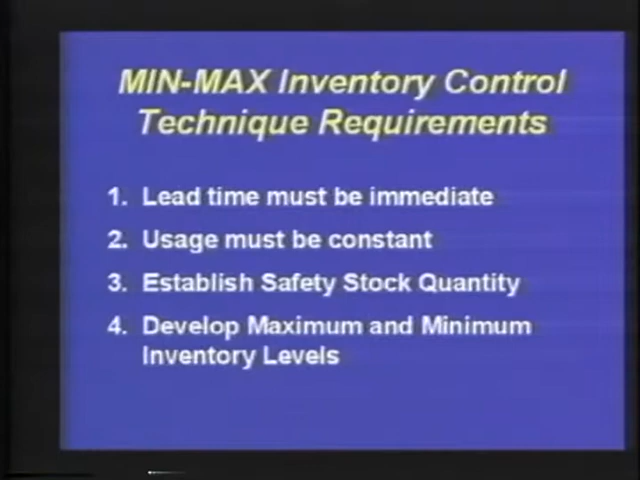 MIN-MAX Inventory Control
Technique Requirements
1. Lead time must be immediate
2. Usage must be constant
3. Establish Safety Stock Quantity
4. Develop Maximum and Minimum
Inventory Levels